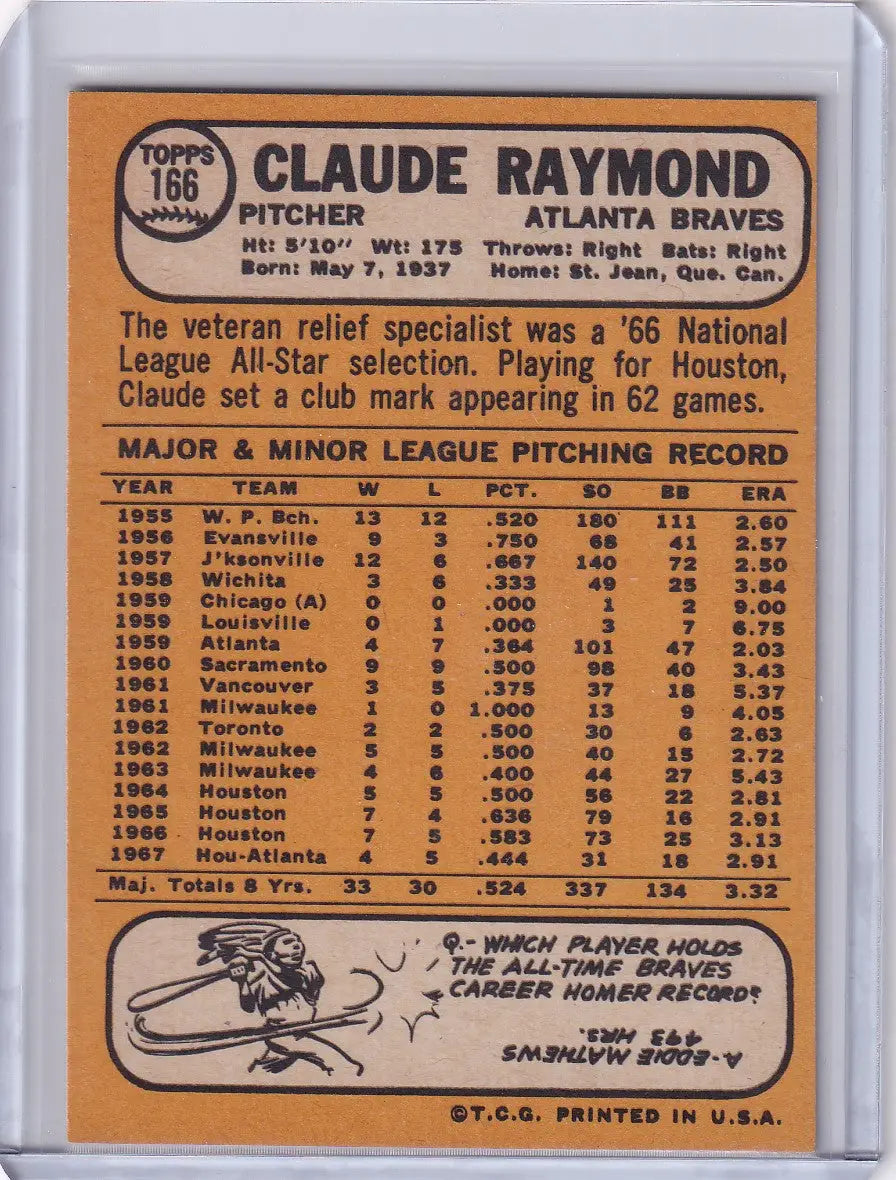 TOPPS
166
CLAUDE RAYMOND
PITCHER ATLANTA BRAVES
Ht: 5'10" Wt: 175 Throws: Right Bats: Right
Born: May 7, 1937 Home: St. Jean, Que. Can.
The veteran relief specialist was a '66 National
League All-Star selection. Playing for Houston,
Claude set a club mark appearing in 62 games.
MAJOR & MINOR LEAGUE PITCHING RECORD
YEAR TEAM W L PCT. SO BB ERA
1955 W. P. Bch. 13 12 .520 180 111 2.60
1956 Evansville 9 3 .750 68 41 2.57
1957 J'ksonville 12 6 .667 140 72 2.50
1958 Wichita 3 6 .333 49 25 3.84
1959 Chicago (A) 0 0 .000 1 2 9.00
1959 Louisville 0 1 .000 3 7 6.75
1959 Atlanta 4 7 .364 101 47 2.03
1960 Sacramento 9 9 .500 98 40 3.43
1961 Vancouver 3 5 .375 37 18 5.37
1961 Milwaukee 1 0 1.000 13 9 4.05
1962 Toronto 2 2 .500 30 6 2.63
1962 Milwaukee 5 5 .500 40 15 2.72
1963 Milwaukee 4 6 .400 44 27 5.43
1964 Houston 5 5 .500 56 22 2.81
1965 Houston 7 4 .636 79 16 2.91
1966 Houston 7 5 .583 73 25 3.13
1967 Hou-Atlanta 4 5 .444 31 18 2.91
Maj. Totals 8 Yrs. 33 30 .524 337 134 3.32
Q.- WHICH PLAYER HOLDS
THE ALL-TIME BRAVES
CAREER HOMER RECORD?
A-EDDIE MATHEWS
493 HRS.
©T.C.G. PRINTED IN U.S.A.